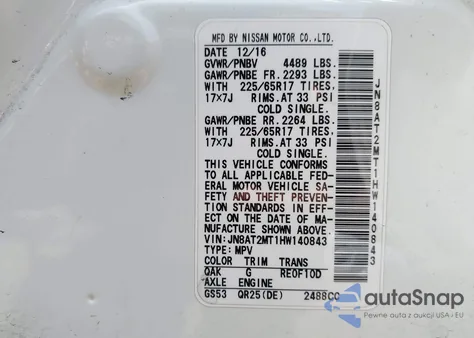 MFD BY NISSAN MOTOR CO.,LTD.
DATE 12/16
GVWR/PNBV 4489 LBS.
GAWR/PNBE FR. 2293 LBS.
WITH 225/65R17 TIRES,
17×7J RIMS, AT 33 PSI
COLD SINGLE.
GAWR/PNBE RR. 2264 LBS.
WITH 225/65R17 TIRES,
17×7J RIMS, AT 33 PSI
COLD SINGLE.
THIS VEHICLE CONFORMS
TO ALL APPLICABLE FED-
ERAL MOTOR VEHICLE SA-
FETY AND THEFT PREVEN-
TION STANDARDS IN EFF-
ECT ON THE DATE OF MA-
NUFACTURE SHOWN ABOVE.
VIN:JN8AT2MT1HW140843
TYPE:MPV
COLOR TRIM TRANS
QAK G RE0F10D
AXLE ENGINE
GS53 QR25(DE) 2488CC
JN8AT2MT1HW140843
autoSnap
Pewne auta z aukcji USA i EU